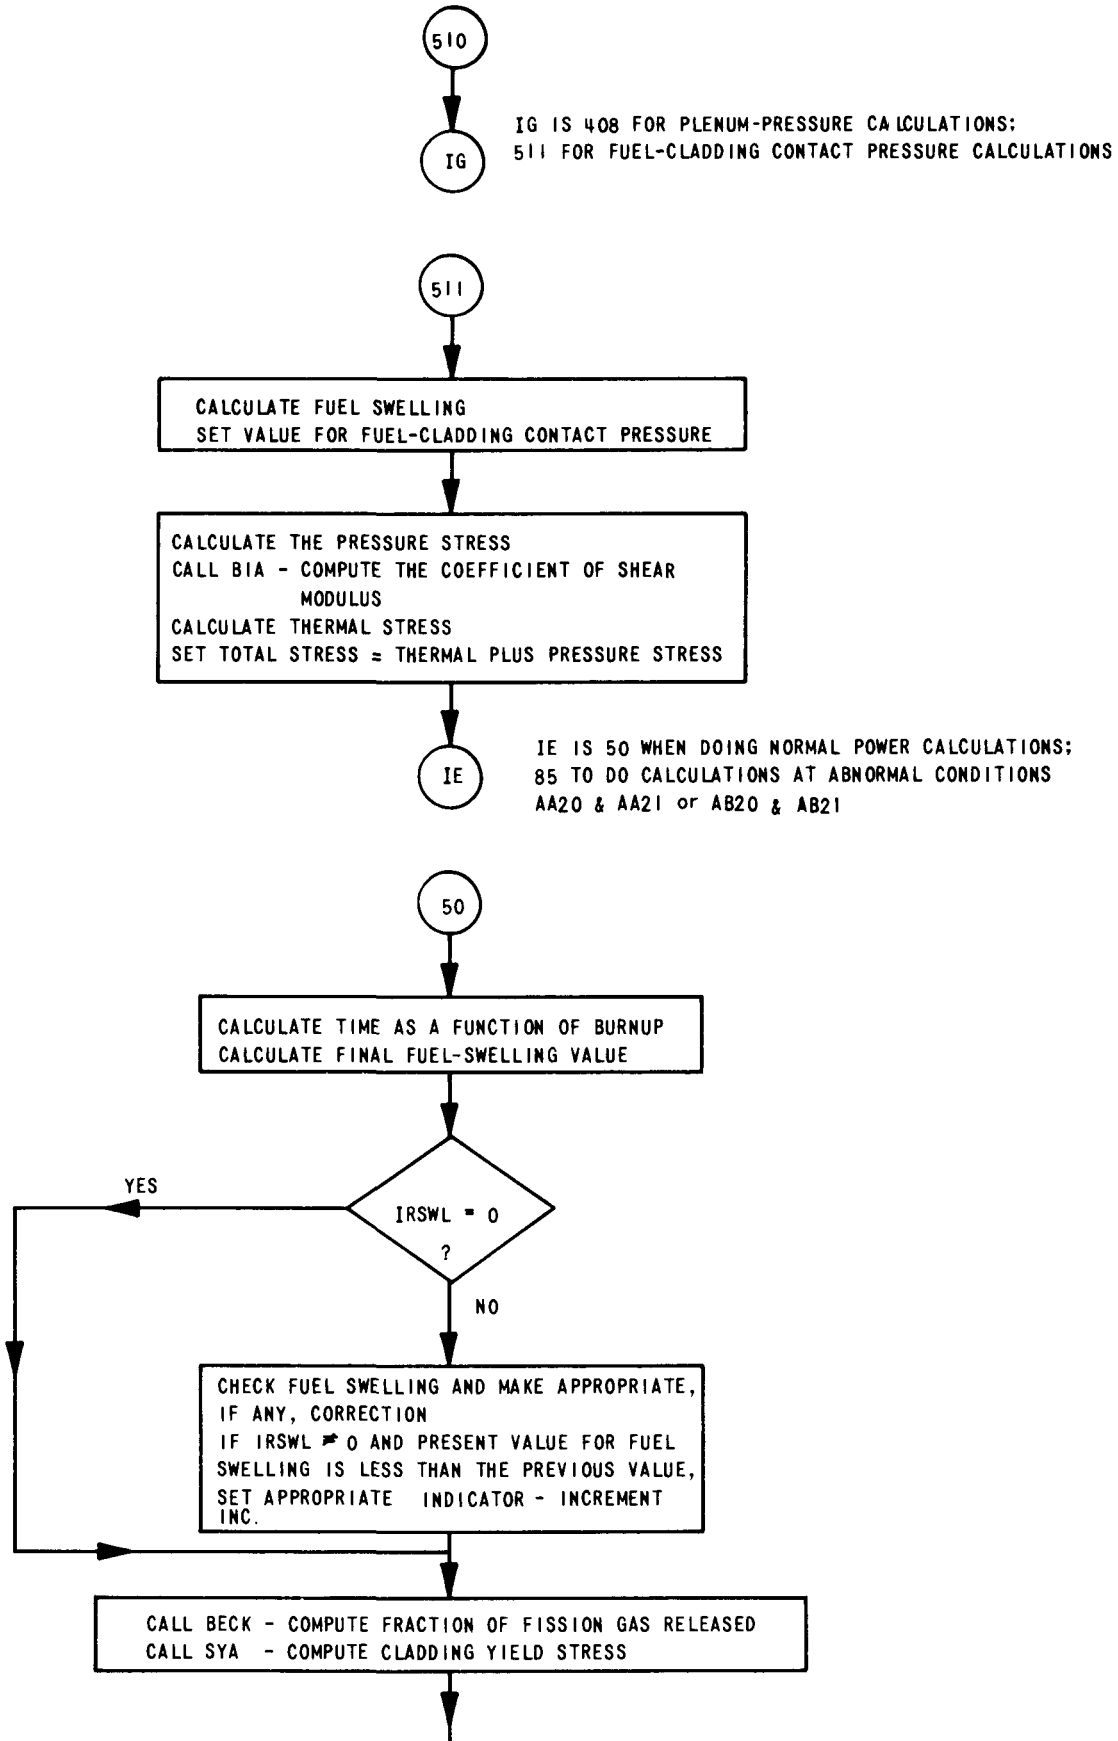 510
IG
IG IS 408 FOR PLENUM-PRESSURE CALCULATIONS;
511 FOR FUEL-CLADDING CONTACT PRESSURE CALCULATIONS
511
CALCULATE FUEL SWELLING
SET VALUE FOR FUEL-CLADDING CONTACT PRESSURE
CALCULATE THE PRESSURE STRESS
CALL BIA - COMPUTE THE COEFFICIENT OF SHEAR
MODULUS
CALCULATE THERMAL STRESS
SET TOTAL STRESS = THERMAL PLUS PRESSURE STRESS
IE
IE IS 50 WHEN DOING NORMAL POWER CALCULATIONS;
85 TO DO CALCULATIONS AT ABNORMAL CONDITIONS
AA20 & AA21 or AB20 & AB21
50
CALCULATE TIME AS A FUNCTION OF BURNUP
CALCULATE FINAL FUEL-SWELLING VALUE
YES
IRSWL = 0
?
NO
CHECK FUEL SWELLING AND MAKE APPROPRIATE,
IF ANY, CORRECTION
IF IRSWL ≠ 0 AND PRESENT VALUE FOR FUEL
SWELLING IS LESS THAN THE PREVIOUS VALUE,
SET APPROPRIATE INDICATOR - INCREMENT
INC.
CALL BECK - COMPUTE FRACTION OF FISSION GAS RELEASED
CALL SYA - COMPUTE CLADDING YIELD STRESS